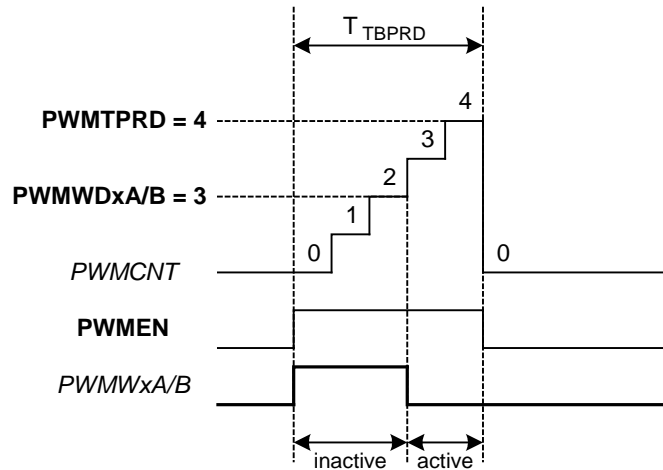 T TBPRD
4
PWMTPRD = 4
3
2
PWMWDxA/B = 3
1
0 0
PWMCNT
PWMEN
PWMWxA/B
inactive active